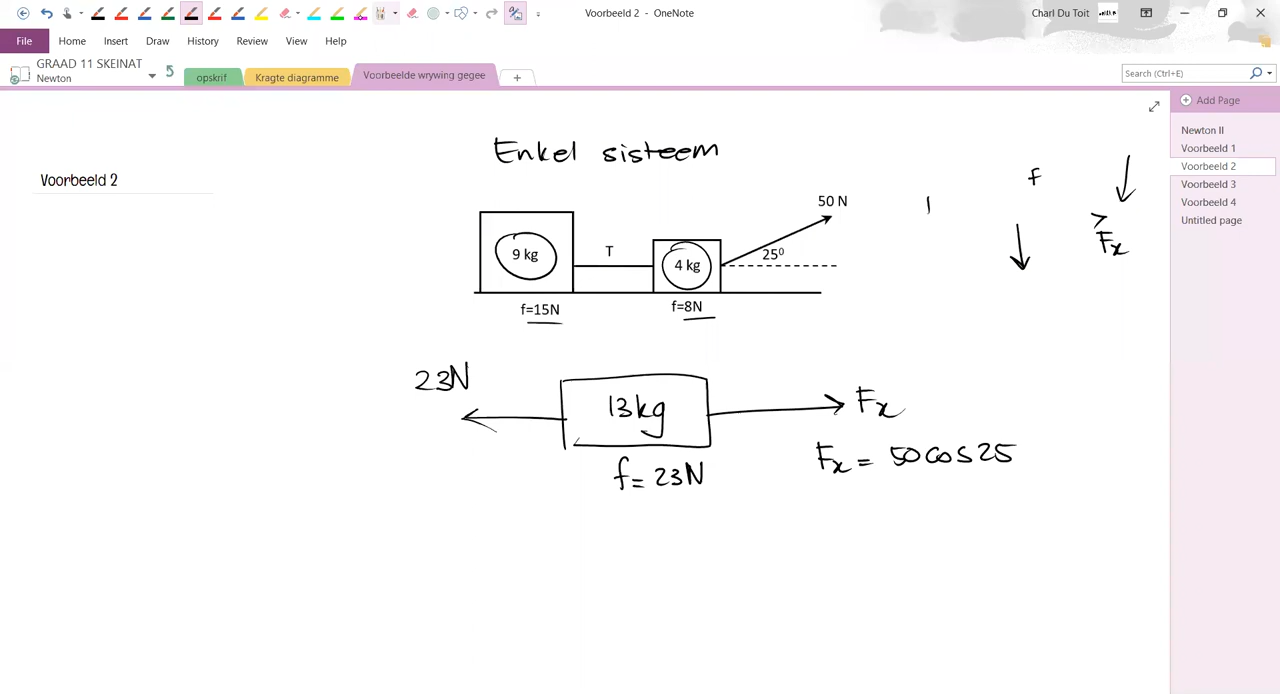 Voorbeeld 2 - OneNote
Charl Du Toit
File Home Insert Draw History Review View Help
GRAAD 11 SKEINAT
Newton
opskrif
Kragte diagramme
Voorbeelde wrywing gegee
Search (Ctrl+E)
Add Page
Newton II
Voorbeeld 1
Voorbeeld 2
Voorbeeld 3
Voorbeeld 4
Untitled page
Voorbeeld 2
Enkel sisteem
f
> Fx
50 N
9 kg
T
4 kg
25⁰
f=15N
f=8N
23N
13kg
Fx
f = 23N
Fx = 50cos25